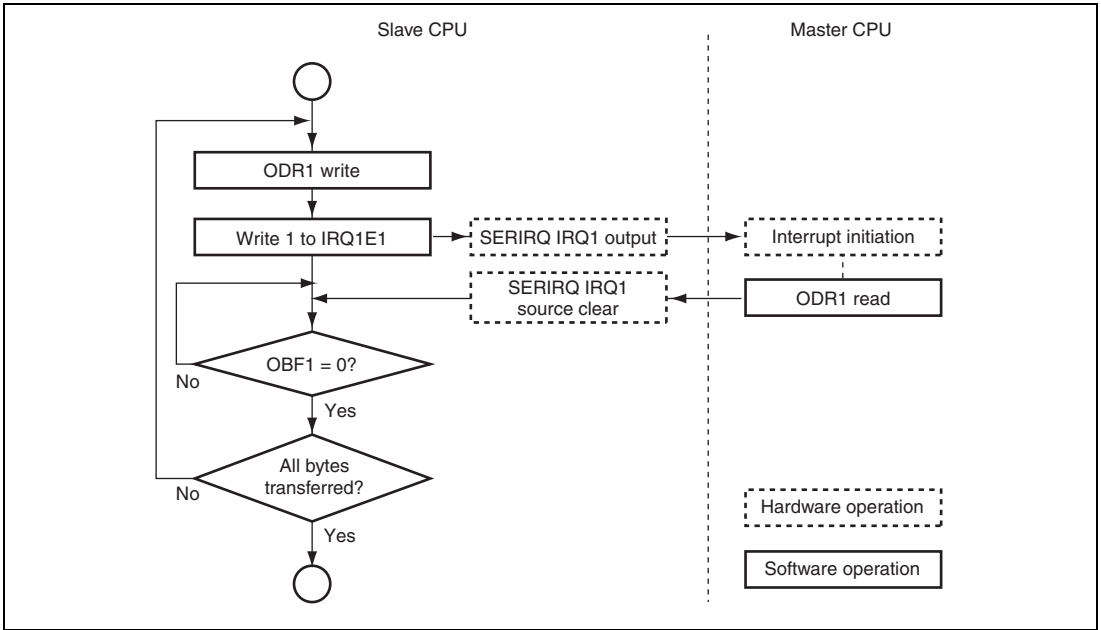 Slave CPU
Master CPU
ODR1 write
Write 1 to IRQ1E1
SERIRQ IRQ1 output
Interrupt initiation
SERIRQ IRQ1
source clear
ODR1 read
OBF1 = 0?
No
Yes
All bytes
transferred?
No
Yes
Hardware operation
Software operation